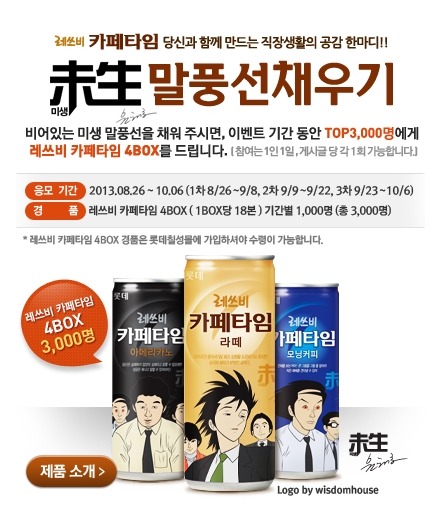 레쓰비 카페타임 당신과 함께 만드는 직장생활의 공감 한마디!!
未生 말풍선채우기
미생
비어있는 미생 말풍선을 채워 주시면, 이벤트 기간 동안 TOP3,000명에게
레쓰비 카페타임 4BOX를 드립니다. (참여는 1인 1일, 게시글 당 각 1회 가능합니다.)
응모 기간 2013.08.26 ~ 10.06 (1차 8/26~9/8, 2차 9/9~9/22, 3차 9/23~10/6)
경 품 레쓰비 카페타임 4BOX ( 1BOX당 18본 ) 기간별 1,000명 (총 3,000명)
* 레쓰비 카페타임 4BOX 경품은 롯데칠성몰에 가입하셔야 수령이 가능합니다.
레쓰비 카페타임
4BOX
3,000명
롯데
레쓰비
카페타임
아메리카노
롯데
레쓰비
카페타임
라떼
레쓰비
카페타임
모닝커피
未
未生
제품 소개 >
Logo by wisdomhouse